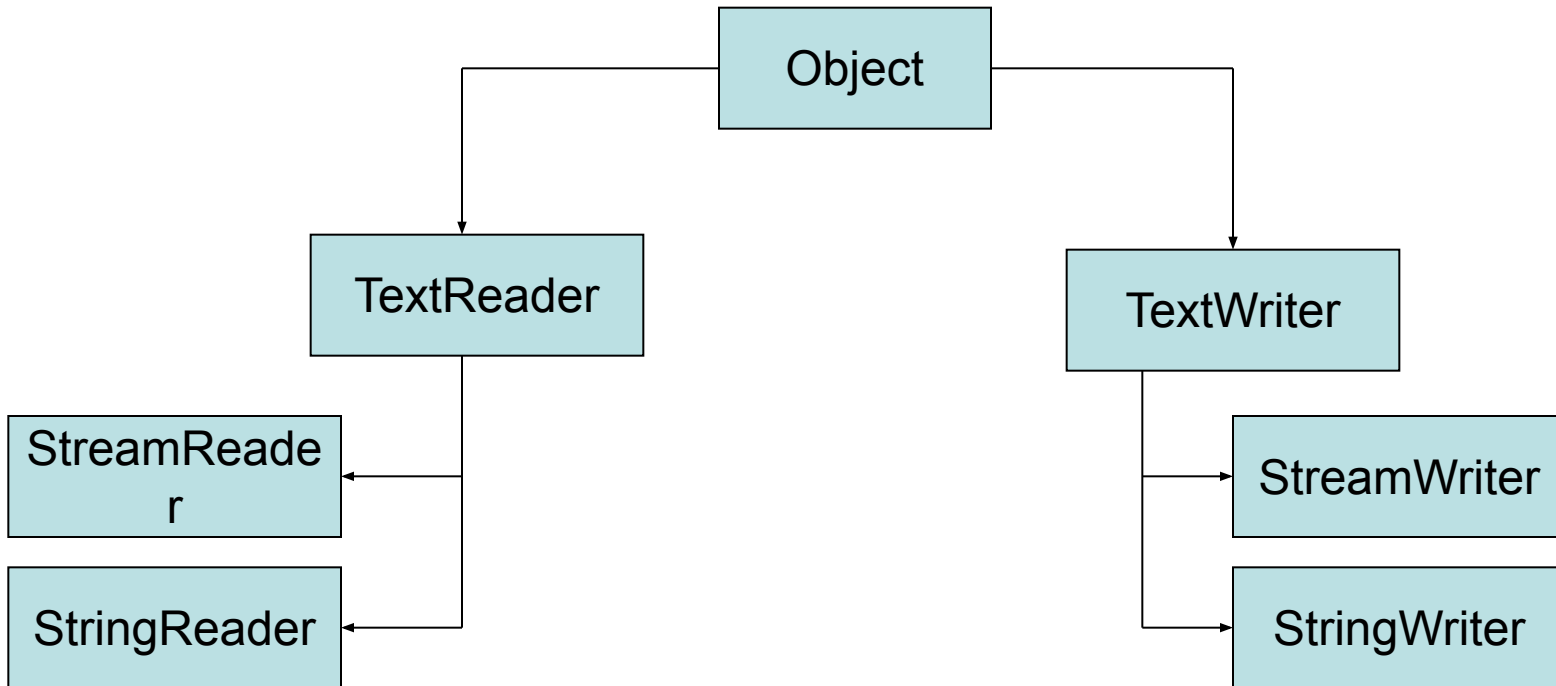 Object
TextReader
TextWriter
StreamReade
r
StreamWriter
StringReader
StringWriter